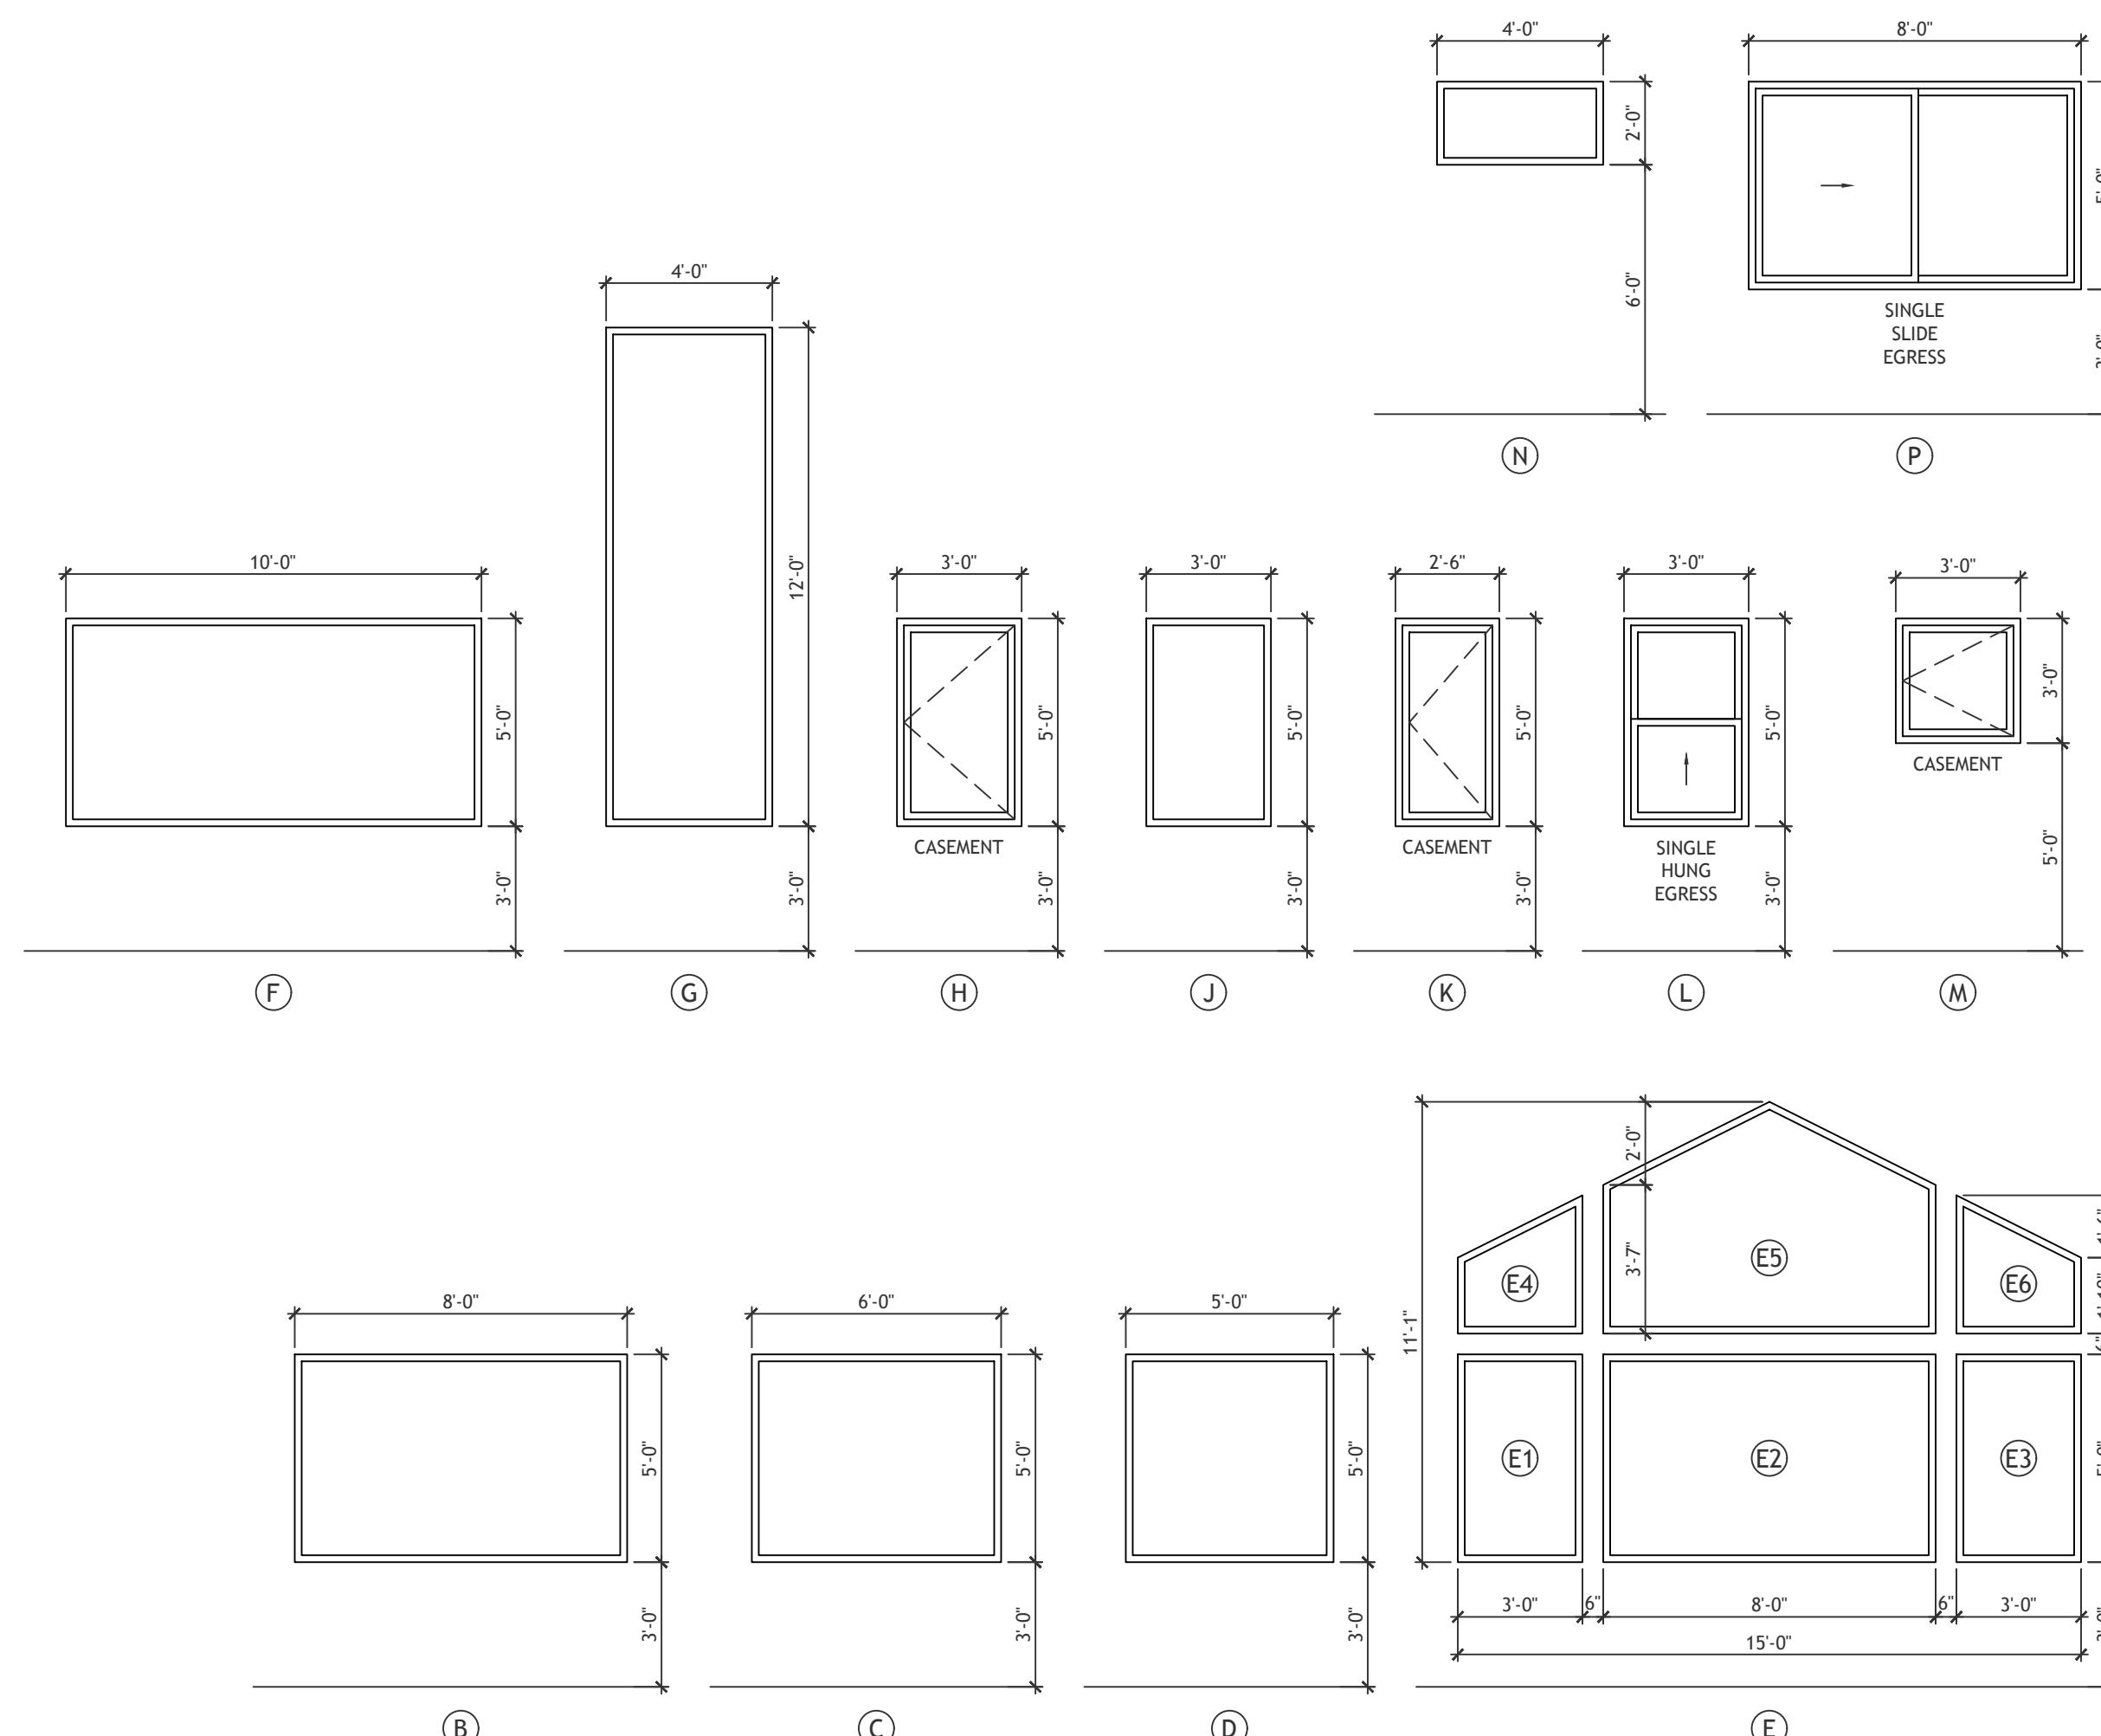 4'-0"
8'-0"
2'-0"
6'-0"
SINGLE
SLIDE
EGRESS
N
P
4'-0"
12'-0"
3'-0"
10'-0"
5'-0"
3'-0"
3'-0"
5'-0"
CASEMENT
3'-0"
3'-0"
5'-0"
3'-0"
2'-6"
5'-0"
CASEMENT
3'-0"
3'-0"
5'-0"
SINGLE
HUNG
EGRESS
3'-0"
3'-0"
3'-0"
CASEMENT
5'-0"
F
G
H
J
K
L
M
8'-0"
5'-0"
3'-0"
6'-0"
5'-0"
3'-0"
5'-0"
5'-0"
3'-0"
2'-0"
3'-7"
11'-1"
E4
E5
E6
E1
E2
E3
3'-0"
6"
8'-0"
6"
3'-0"
15'-0"
B
C
D
E